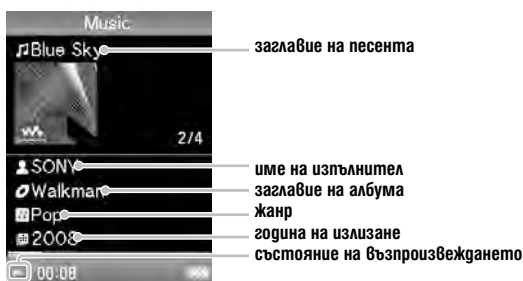 Music
Blue Sky
заглавие на песента
2/4
SONY
име на изпълнител
Walkman
заглавие на албума
Pop
жанр
2008
година на излизане
състояние на възпроизвеждането
00:08